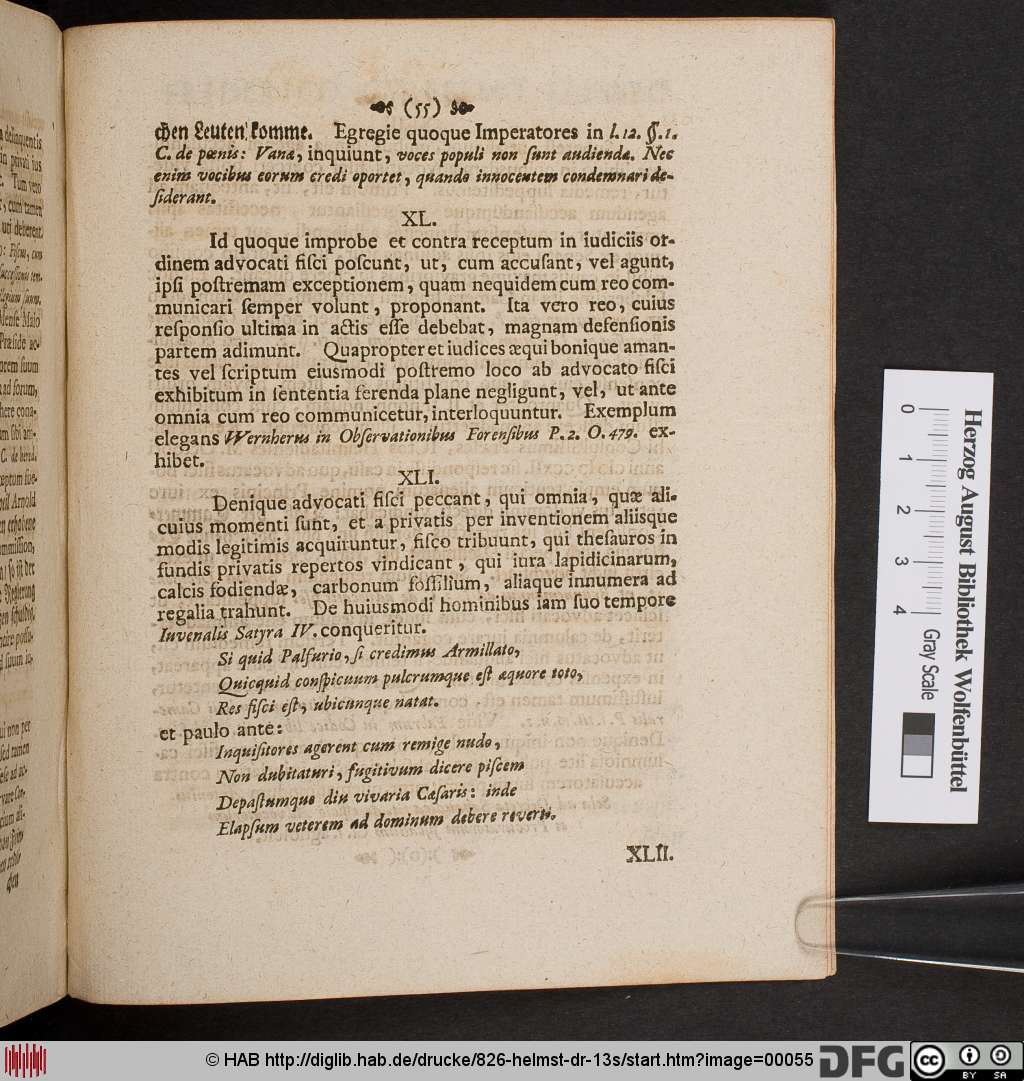 (55)
chen Leuten komme. Egregie quoque Imperatores in l. 12. §§. 1.
C. de pœnis: Vanæ, inquiunt, voces populi non sunt audiendæ. Nec
enim vocibus eorum credi oportet, quando innocentem condemnari de-
siderant.
XL.
Id quoque improbe et contra receptum in iudiciis or-
dinem advocati fisci poscunt, ut, cum accusant, vel agunt,
ipsi postremam exceptionem, quam nequidem cum reo com-
municari semper volunt, proponant. Ita vero reo, cuius
responsio ultima in actis esse debebat, magnam defensionis
partem adimunt. Quapropter et iudices æqui bonique aman-
tes vel scriptum eiusmodi postremo loco ab advocato fisci
exhibitum in sententia ferenda plane negligunt, vel, ut ante
omnia cum reo communicetur, interloquuntur. Exemplum
elegans Wernherus in Observationibus Forensibus P. 2. O. 479. ex-
hibet.
XLI.
Denique advocati fisci peccant, qui omnia, quæ ali-
cuius momenti sunt, et a privatis per inventionem aliisque
modis legitimis acquiruntur, fisco tribuunt, qui thesauros in
fundis privatis repertos vindicant, qui iura lapidicinarum,
calcis fodiendæ, carbonum fossilium, aliaque innumera ad
regalia trahunt. De huiusmodi hominibus iam suo tempore
Iuvenalis Satyra IV. conqueritur.
Si quid Palfurio, si credimus Armillato,
Quicquid conspicuum pulcrumque est æquore toto,
Res fisci est, ubicunque natat.
et paulo ante:
Inquisitores agerent cum remige nudo,
Non dubitaturi, fugitivum dicere piscem
Depastumque diu vivaria Cæsaris: inde
Elapsum veterem ad dominum debere reverti.
XLII.
0 1 2 3 4
Herzog August Bibliothek Wolfenbüttel
Gray Scale
© HAB http://diglib.hab.de/drucke/826-helmst-dr-13s/start.htm?image=00055
DFG
cc BY SA